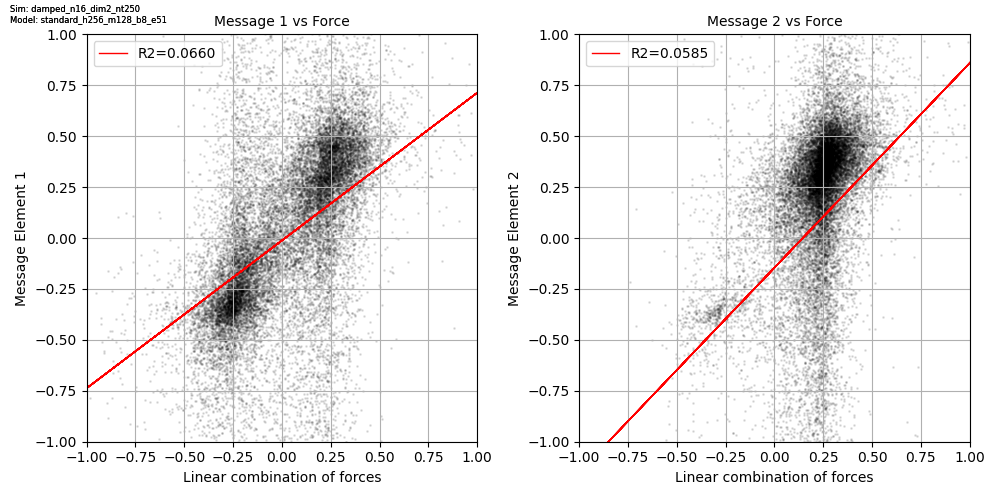 Sim: damped_n16_dim2_nt250
Model: standard_h256_m128_b8_e51
Message 1 vs Force
R2=0.0660
1.00
0.75
0.50
0.25
0.00
−0.25
−0.50
−0.75
−1.00
−1.00 −0.75 −0.50 −0.25 0.00 0.25 0.50 0.75 1.00
Message Element 1
Linear combination of forces
Message 2 vs Force
R2=0.0585
1.00
0.75
0.50
0.25
0.00
−0.25
−0.50
−0.75
−1.00
−1.00 −0.75 −0.50 −0.25 0.00 0.25 0.50 0.75 1.00
Message Element 2
Linear combination of forces